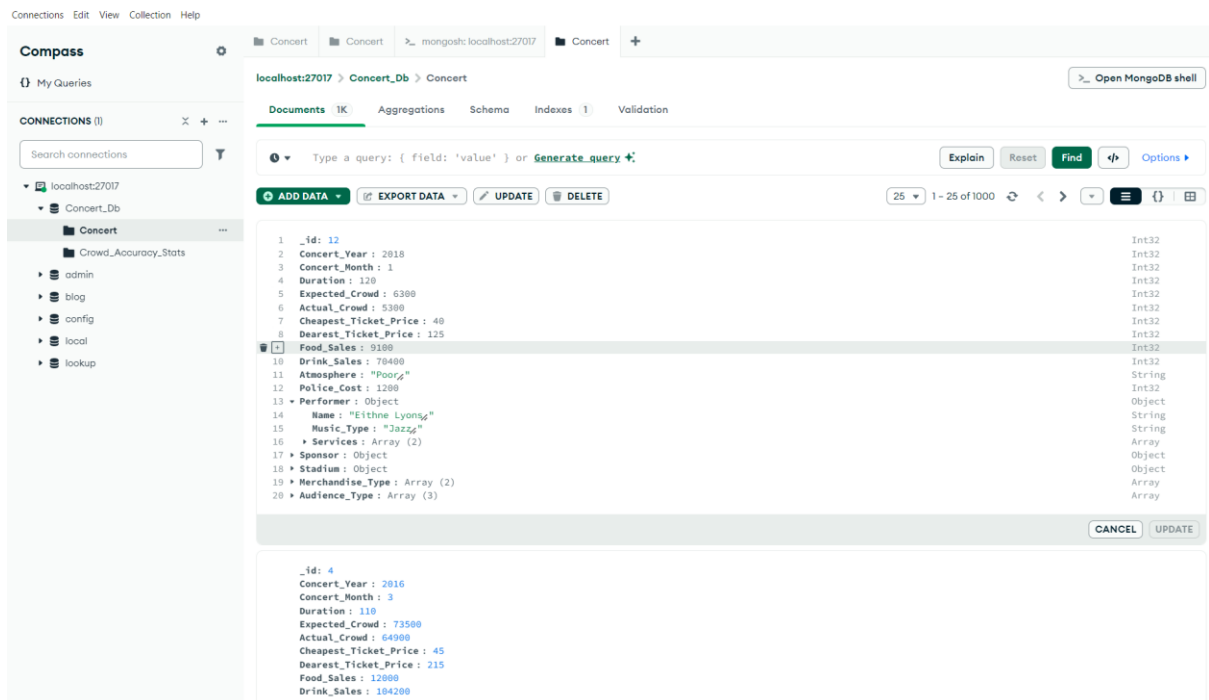 Connections Edit View Collection Help
Compass
{} My Queries
CONNECTIONS (1)
Search connections
localhost:27017
Concert_Db
Concert
Crowd_Accuracy_Stats
admin
blog
config
local
lookup
Concert Concert >_ mongosh: localhost:27017 Concert +
localhost:27017 > Concert_Db > Concert
>_ Open MongoDB shell
Documents 1K Aggregations Schema Indexes 1 Validation
Type a query: { field: 'value' } or Generate query
Explain Reset Find </> Options
ADD DATA EXPORT DATA UPDATE DELETE
25 1 – 25 of 1000 {}
1 _id: 12 Int32
2 Concert_Year : 2018 Int32
3 Concert_Month : 1 Int32
4 Duration : 120 Int32
5 Expected_Crowd : 6300 Int32
6 Actual_Crowd : 5300 Int32
7 Cheapest_Ticket_Price : 40 Int32
8 Dearest_Ticket_Price : 125 Int32
Food_Sales : 9100 Int32
10 Drink_Sales : 70400 Int32
11 Atmosphere : "Poor" String
12 Police_Cost : 1200 Int32
13 Performer : Object Object
14 Name : "Eithne Lyons" String
15 Music_Type : "Jazz" String
16 Services : Array (2) Array
17 Sponsor : Object Object
18 Stadium : Object Object
19 Merchandise_Type : Array (2) Array
20 Audience_Type : Array (3) Array
CANCEL UPDATE
_id: 4
Concert_Year : 2016
Concert_Month : 3
Duration : 110
Expected_Crowd : 73500
Actual_Crowd : 64900
Cheapest_Ticket_Price : 45
Dearest_Ticket_Price : 215
Food_Sales : 12000
Drink_Sales : 104200